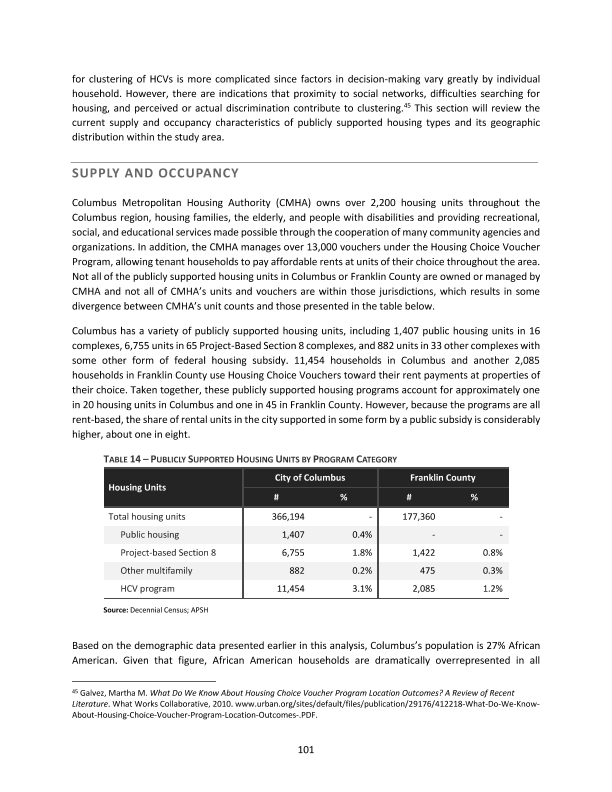 for clustering of HCVs is more complicated since factors in decision-making vary greatly by individual
household. However, there are indications that proximity to social networks, difficulties searching for
housing, and perceived or actual discrimination contribute to clustering.45 This section will review the
current supply and occupancy characteristics of publicly supported housing types and its geographic
distribution within the study area.
SUPPLY AND OCCUPANCY
Columbus Metropolitan Housing Authority (CMHA) owns over 2,200 housing units throughout the
Columbus region, housing families, the elderly, and people with disabilities and providing recreational,
social, and educational services made possible through the cooperation of many community agencies and
organizations. In addition, the CMHA manages over 13,000 vouchers under the Housing Choice Voucher
Program, allowing tenant households to pay affordable rents at units of their choice throughout the area.
Not all of the publicly supported housing units in Columbus or Franklin County are owned or managed by
CMHA and not all of CMHA's units and vouchers are within those jurisdictions, which results in some
divergence between CMHA's unit counts and those presented in the table below.
Columbus has a variety of publicly supported housing units, including 1,407 public housing units in 16
complexes, 6,755 units in 65 Project-Based Section 8 complexes, and 882 units in 33 other complexes with
some other form of federal housing subsidy. 11,454 households in Columbus and another 2,085
households in Franklin County use Housing Choice Vouchers toward their rent payments at properties of
their choice. Taken together, these publicly supported housing programs account for approximately one
in 20 housing units in Columbus and one in 45 in Franklin County. However, because the programs are all
rent-based, the share of rental units in the city supported in some form by a public subsidy is considerably
higher, about one in eight.
TABLE 14 – PUBLICLY SUPPORTED HOUSING UNITS BY PROGRAM CATEGORY
Housing Units City of Columbus Franklin County
# % # %
Total housing units 366,194 - 177,360 -
Public housing 1,407 0.4% - -
Project-based Section 8 6,755 1.8% 1,422 0.8%
Other multifamily 882 0.2% 475 0.3%
HCV program 11,454 3.1% 2,085 1.2%
Source: Decennial Census; APSH
Based on the demographic data presented earlier in this analysis, Columbus's population is 27% African
American. Given that figure, African American households are dramatically overrepresented in all
45 Galvez, Martha M. What Do We Know About Housing Choice Voucher Program Location Outcomes? A Review of Recent
Literature. What Works Collaborative, 2010. www.urban.org/sites/default/files/publication/29176/412218-What-Do-We-Know-
About-Housing-Choice-Voucher-Program-Location-Outcomes-.PDF.
101